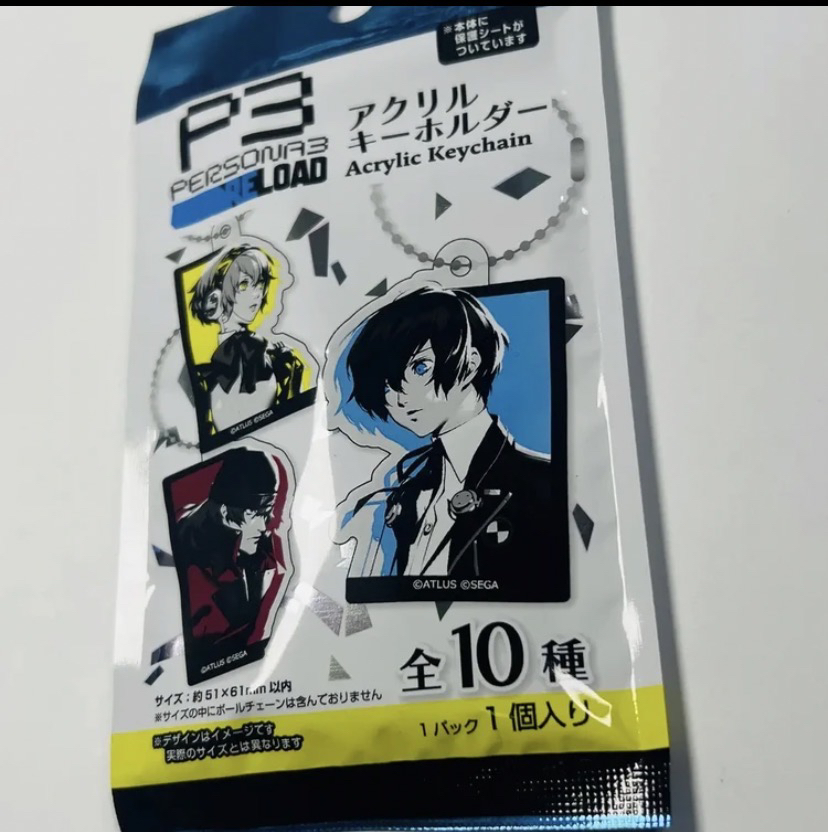 ※本体に
保護シートが
ついています
P3
PERSONA3
RELOAD
アクリル
キーホルダー
Acrylic Keychain
©ATLUS ©SEGA
©ATLUS ©SEGA
©ATLUS ©SEGA
全10種
サイズ：約51×61mm以内
※サイズの中にボールチェーンは含んでおりません
※デザインはイメージです
実際のサイズとは異なります
1パック1個入り